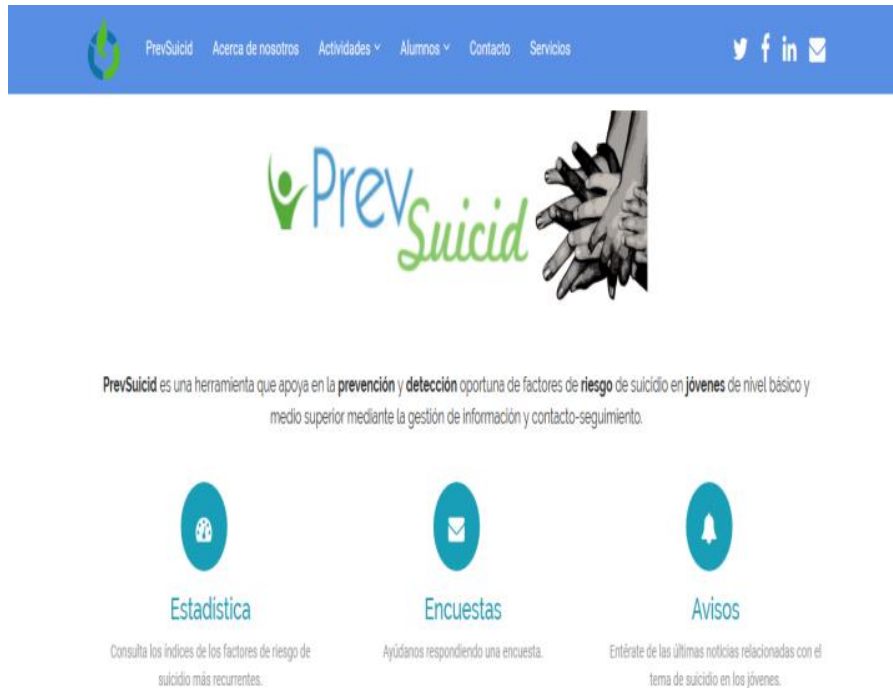 PrevSuicid Acerca de nosotros Actividades Alumnos Contacto Servicios
Prev
Suicid
PrevSuicid es una herramienta que apoya en la prevención y detección oportuna de factores de riesgo de suicidio en jóvenes de nivel básico y
medio superior mediante la gestión de información y contacto-seguimiento.
Estadística
Consulta los índices de los factores de riesgo de
suicidio más recurrentes.
Encuestas
Ayúdanos respondiendo una encuesta.
Avisos
Entérate de las últimas noticias relacionadas con el
tema de suicidio en los jóvenes.